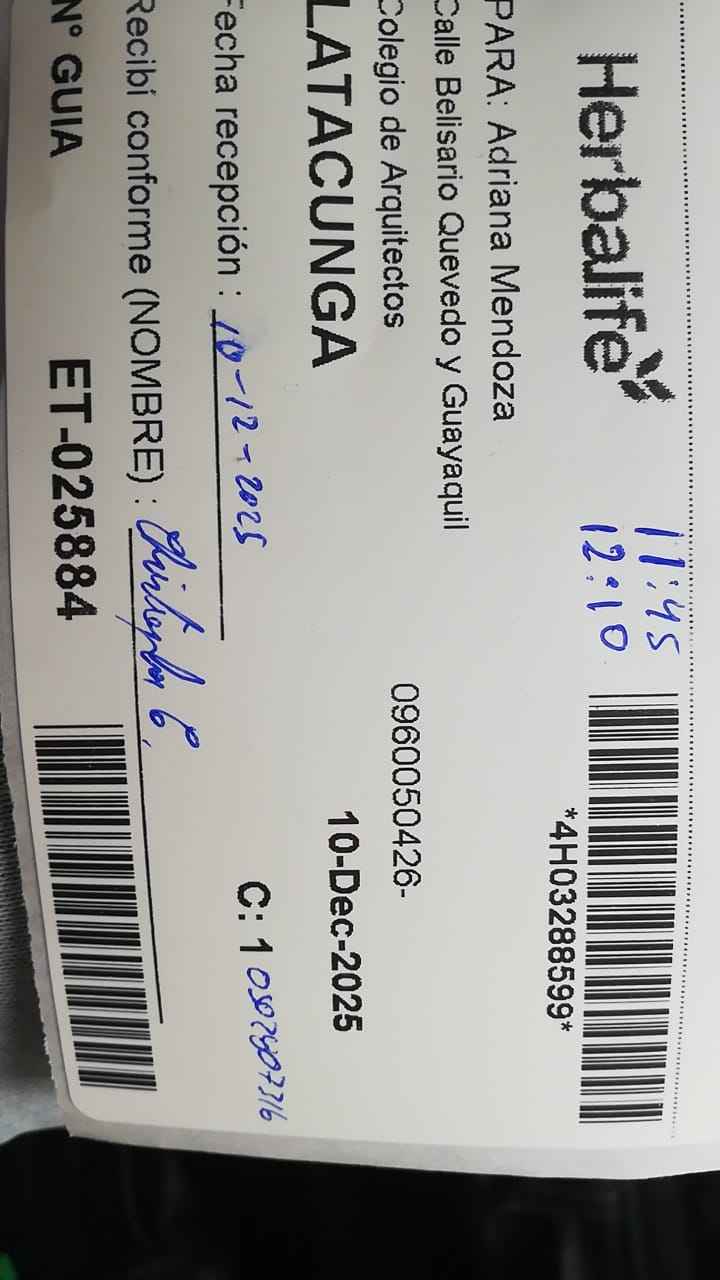 Herbalife
11:45
12:10
*4H03288599*
PARA: Adriana Mendoza
Calle Belisario Quevedo y Guayaquil
Colegio de Arquitectos 0960050426-
LATACUNGA 10-Dec-2025
Fecha recepción : 10-12-2025 C: 1
Recibí conforme (NOMBRE) :
N° GUIA ET-025884